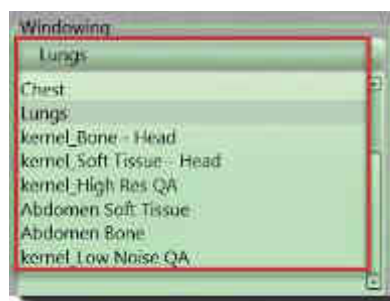 Windowing
Lungs
Chest
Lungs
kernel_Bone - Head
kernel_Soft Tissue - Head
kernel_High Res QA
Abdomen Soft Tissue
Abdomen Bone
kernel_Low Noise QA